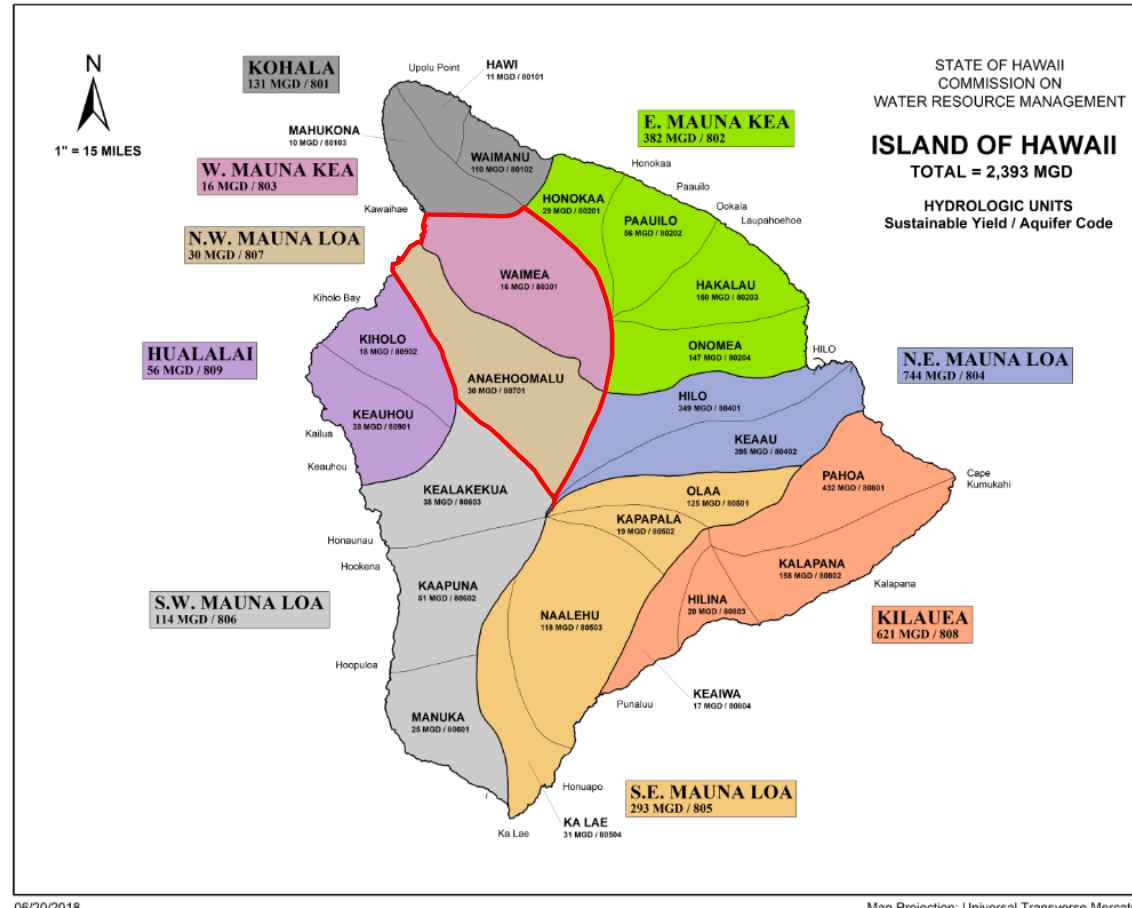 N
1" = 15 MILES
STATE OF HAWAII
COMMISSION ON
WATER RESOURCE MANAGEMENT
ISLAND OF HAWAII
TOTAL = 2,393 MGD
HYDROLOGIC UNITS
Sustainable Yield / Aquifer Code
KOHALA
131 MGD / 801
Upolu Point
HAWI
11 MGD / 80101
MAHUKONA
10 MGD / 80103
WAIMANU
110 MGD / 80102
E. MAUNA KEA
382 MGD / 802
W. MAUNA KEA
16 MGD / 803
Honokaa
Paauilo
Ookala
Laupahoehoe
Kawaihae
HONOKAA
29 MGD / 80201
PAAUILO
56 MGD / 80202
N.W. MAUNA LOA
30 MGD / 807
WAIMEA
16 MGD / 80301
HAKALAU
150 MGD / 80203
Kiholo Bay
KIHOLO
18 MGD / 80902
ONOMEA
147 MGD / 80204
HILO
HUALALAI
56 MGD / 809
N.E. MAUNA LOA
744 MGD / 804
ANAEHOOMALU
30 MGD / 80701
HILO
349 MGD / 80401
KEAUHOU
38 MGD / 80901
Kailua
KEAAU
395 MGD / 80402
Keauhou
KEALAKEKUA
38 MGD / 80603
OLAA
125 MGD / 80501
PAHOA
432 MGD / 80801
Cape
Kumukahi
KAPAPALA
19 MGD / 80502
Honaunau
Hookena
KALAPANA
158 MGD / 80802
Kalapana
S.W. MAUNA LOA
114 MGD / 806
KAAPUNA
51 MGD / 80602
NAALEHU
118 MGD / 80503
HILINA
20 MGD / 80803
KILAUEA
621 MGD / 808
Hoopuloa
KEAIWA
17 MGD / 80804
Punaluu
MANUKA
25 MGD / 80601
Honuapo
S.E. MAUNA LOA
293 MGD / 805
KA LAE
31 MGD / 80504
Ka Lae
06/20/2018
Map Projection: Universal Transverse